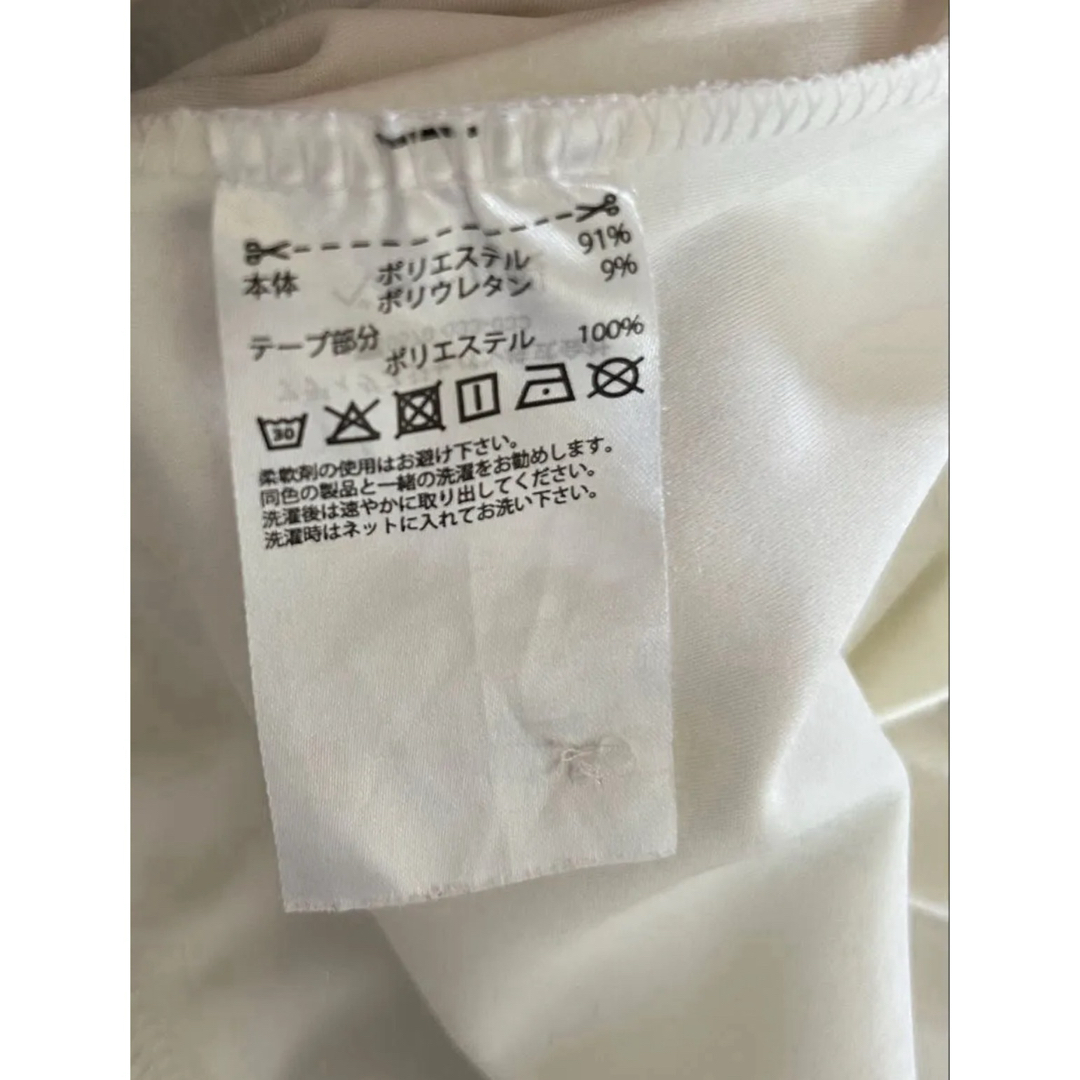 本体 ポリエステル 91%
ポリウレタン 9%
テープ部分
ポリエステル 100%
30
柔軟剤の使用はお避け下さい。
同色の製品と一緒の洗濯をお勧めします。
洗濯後は速やかに取り出してください。
洗濯時はネットに入れてお洗い下さい。